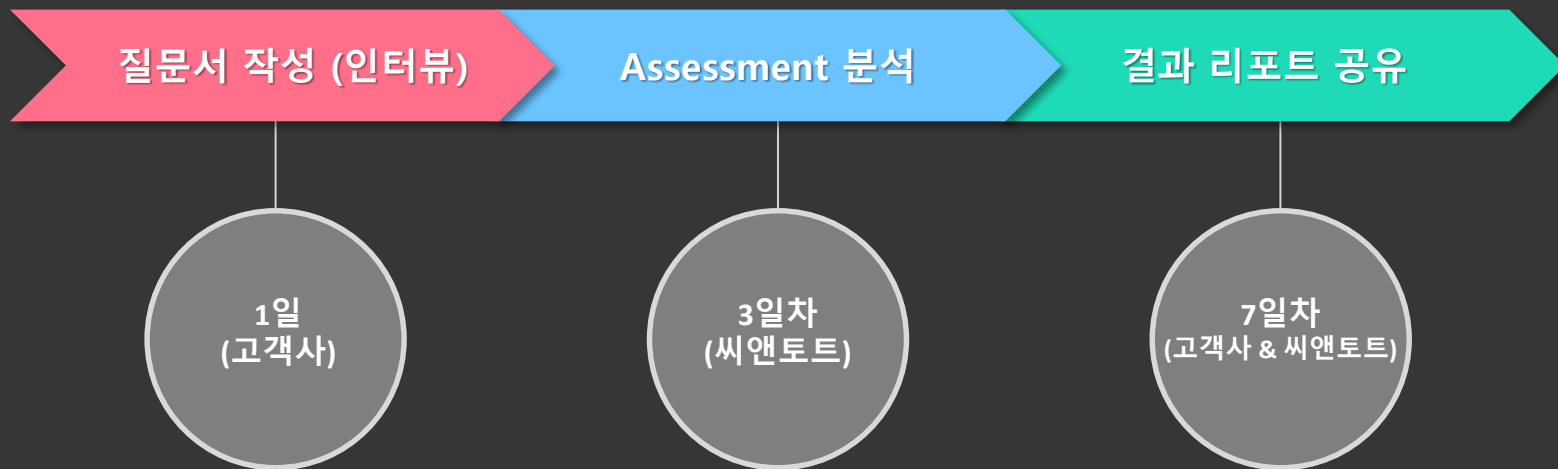 질문서 작성 (인터뷰)
Assessment 분석
결과 리포트 공유
1일
(고객사)
3일차
(씨앤토트)
7일차
(고객사 & 씨앤토트)